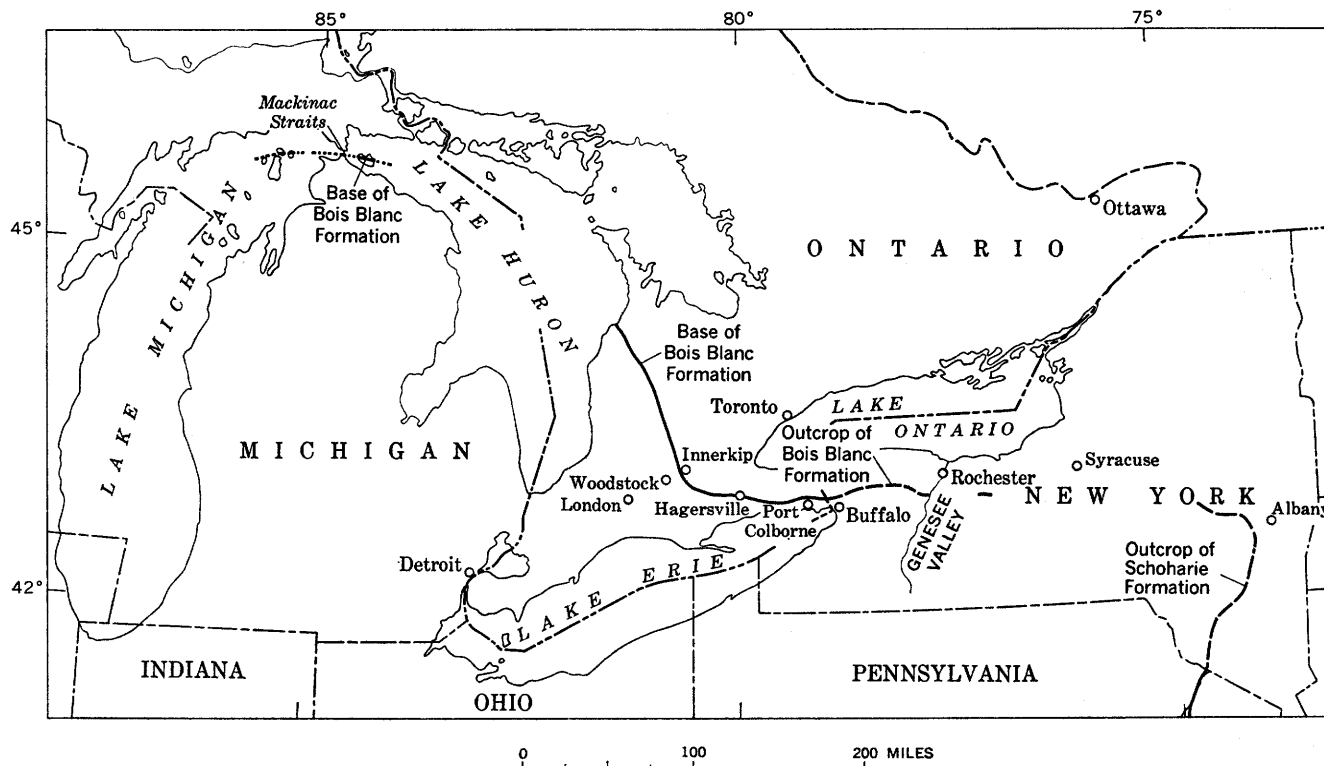 85°
80°
75°
Mackinac
Straits
Base of
Bois Blanc
Formation
LAKE HURON
LAKE MICHIGAN
45°
ONTARIO
Ottawa
Base of
Bois Blanc
Formation
Toronto
LAKE
ONTARIO
Outcrop of
Bois Blanc
Formation
MICHIGAN
Innerkip
Woodstock
London
Hagersville
Port
Colborne
Buffalo
Rochester
Syracuse
NEW YORK
Albany
GENESEE
VALLEY
Outcrop of
Schoharie
Formation
Detroit
42°
LAKE ERIE
INDIANA
OHIO
PENNSYLVANIA
0 100 200 MILES